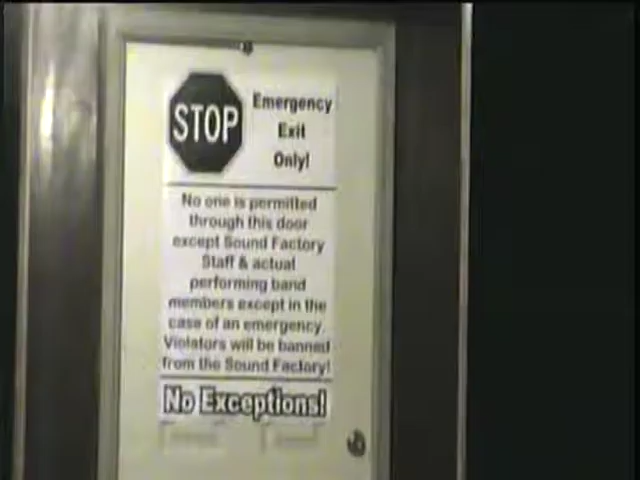 STOP
Emergency
Exit
Only!
No one is permitted
through this door
except Sound Factory
Staff & actual
performing band
members except in the
case of an emergency.
Violators will be banned
from the Sound Factory!
No Exceptions!